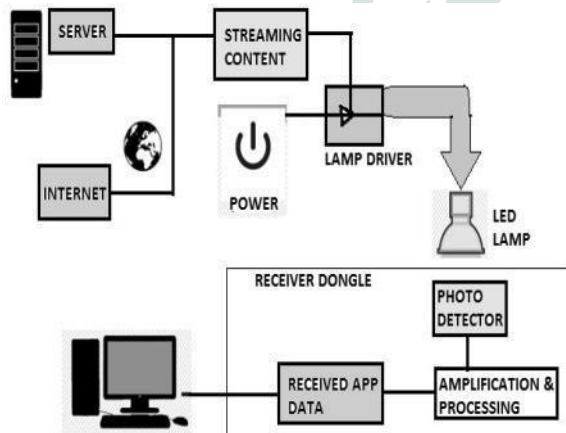 SERVER
STREAMING
CONTENT
LAMP DRIVER
POWER
INTERNET
LED
LAMP
RECEIVER DONGLE
PHOTO
DETECTOR
RECEIVED APP
DATA
AMPLIFICATION &
PROCESSING